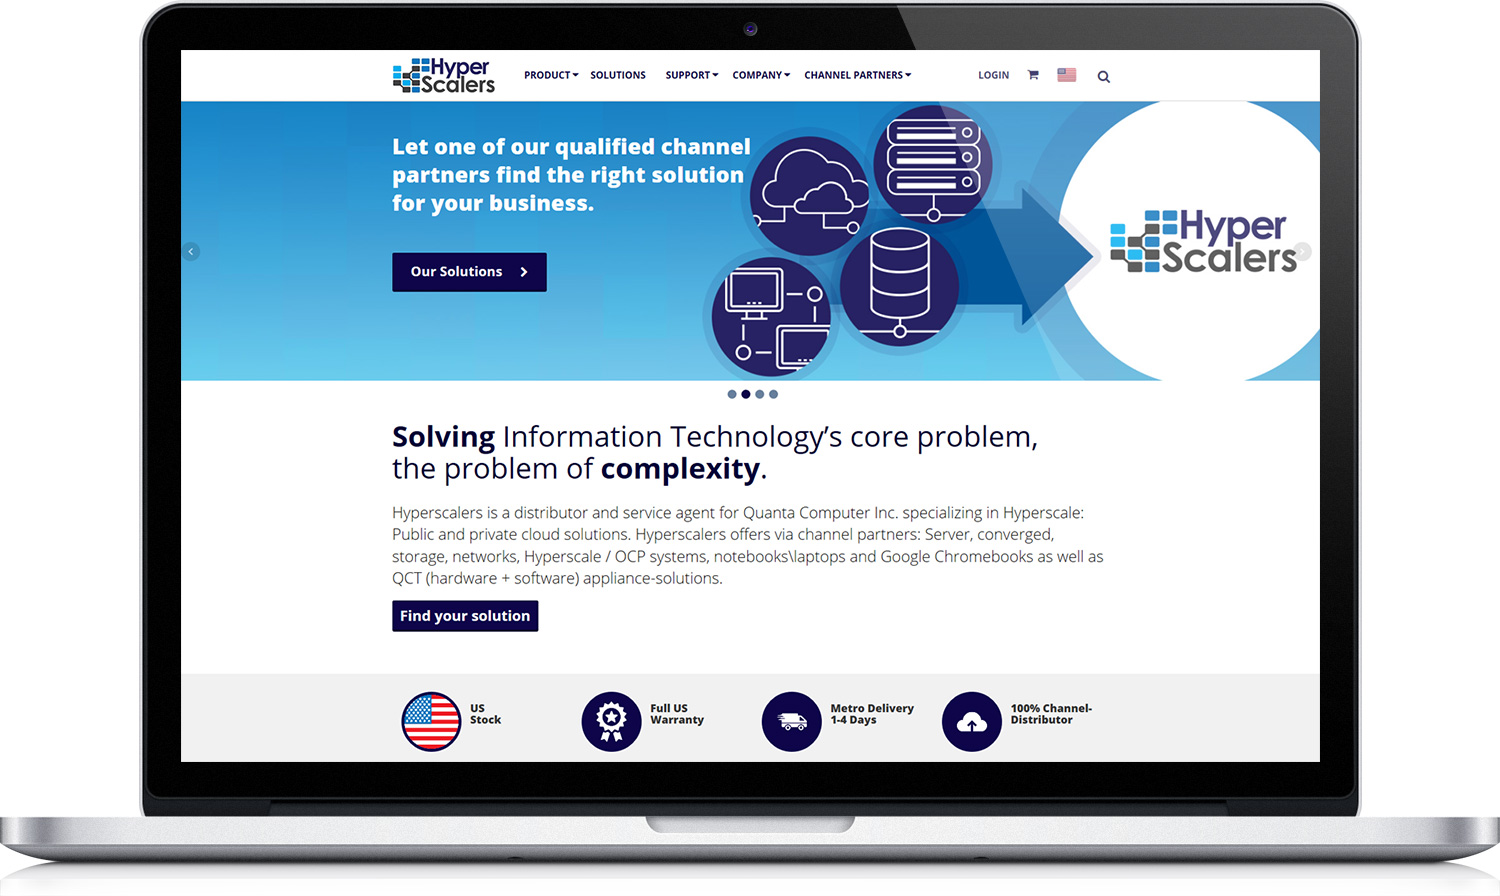 Hyper
Scalers
PRODUCT SOLUTIONS SUPPORT COMPANY CHANNEL PARTNERS LOGIN
Let one of our qualified channel
partners find the right solution
for your business.
Our Solutions
Hyper
Scalers
Solving Information Technology’s core problem,
the problem of complexity.
Hyperscalers is a distributor and service agent for Quanta Computer Inc. specializing in Hyperscale:
Public and private cloud solutions. Hyperscalers offers via channel partners: Server, converged,
storage, networks, Hyperscale / OCP systems, notebooks\laptops and Google Chromebooks as well as
QCT (hardware + software) appliance-solutions.
Find your solution
US
Stock
Full US
Warranty
Metro Delivery
1-4 Days
100% Channel-
Distributor